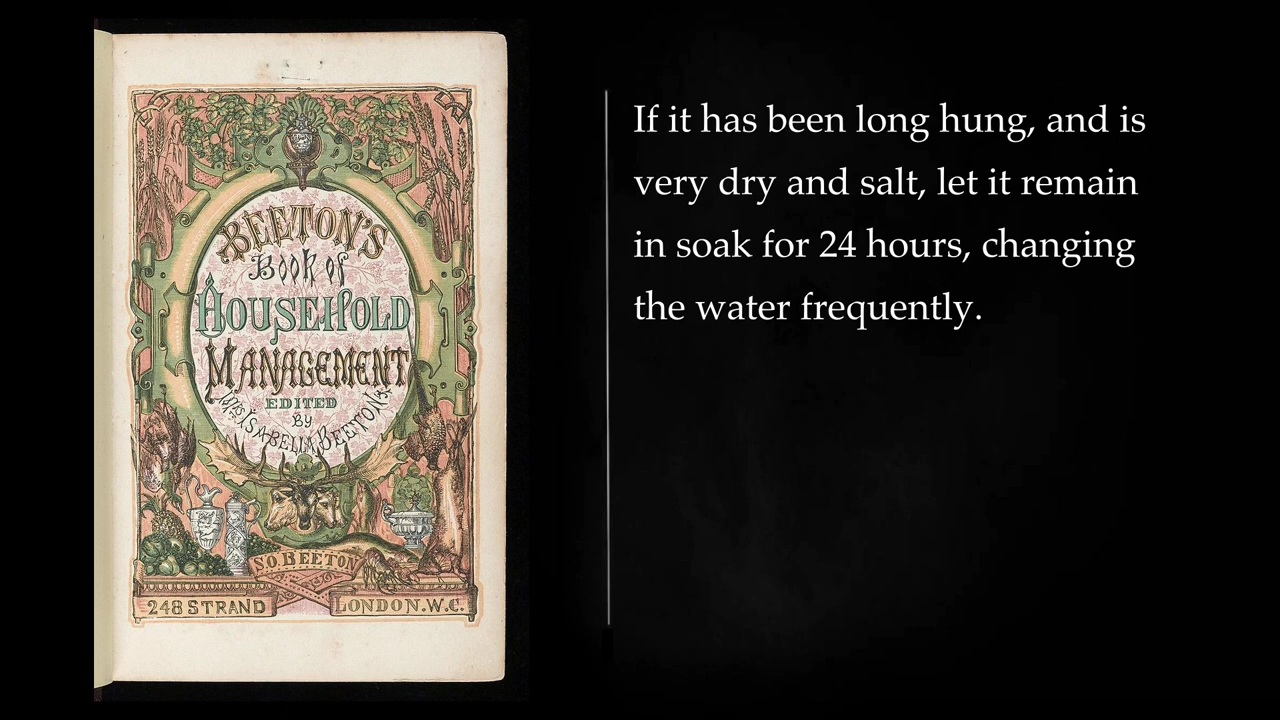 BEETON'S
Book of
HOUSEHOLD
MANAGEMENT
EDITED
By
Mrs ISABELLA BEETON
S.O. BEETON
248 STRAND
LONDON. W.C.
If it has been long hung, and is
very dry and salt, let it remain
in soak for 24 hours, changing
the water frequently.